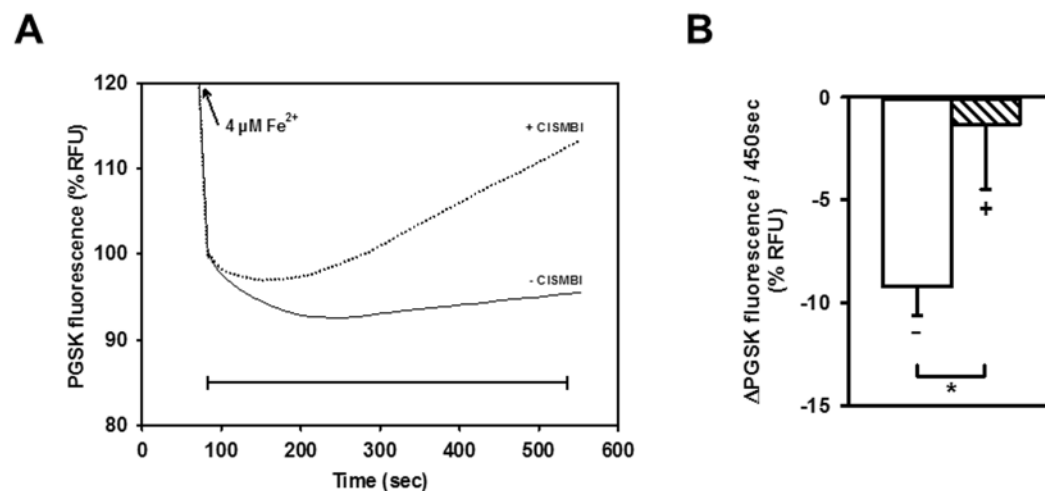 A
B
120
110
100
90
80
PGSK fluorescence (% RFU)
4 µM Fe²⁺
+ CISMBI
- CISMBI
0
100
200
300
400
500
600
Time (sec)
0
-5
-10
-15
ΔPGSK fluorescence / 450sec
(% RFU)
+
–
*